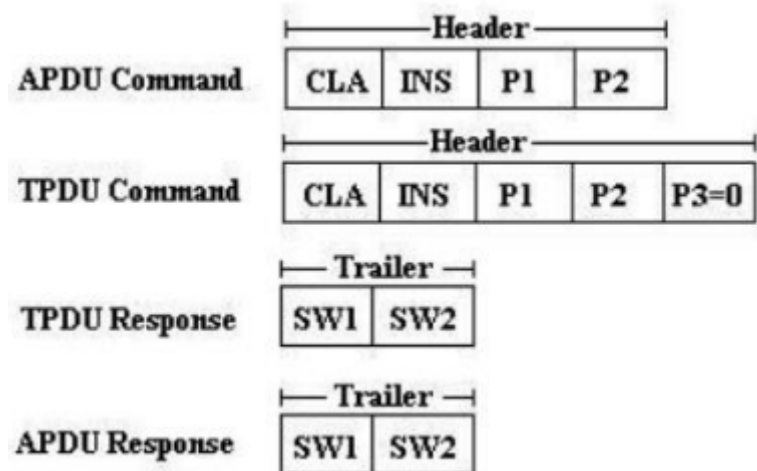 Header
APDU Command CLA INS P1 P2
Header
TPDU Command CLA INS P1 P2 P3=0
Trailer
TPDU Response SW1 SW2
Trailer
APDU Response SW1 SW2